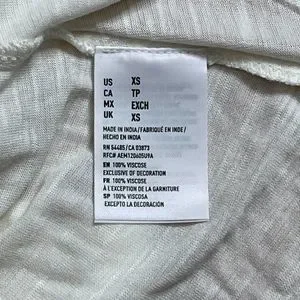 US XS
CA TP
MX EXCH
UK XS
MADE IN INDIA/FABRIQUÉ EN INDE/
HECHO EN INDIA
RN 54485/CA 03873
RFC# AEM120605U9A
EN 100% VISCOSE
EXCLUSIVE OF DECORATION
FR 100% VISCOSE
À L'EXCEPTION DE LA GARNITURE
SP 100% VISCOSA
EXCEPTO LA DECORACIÓN